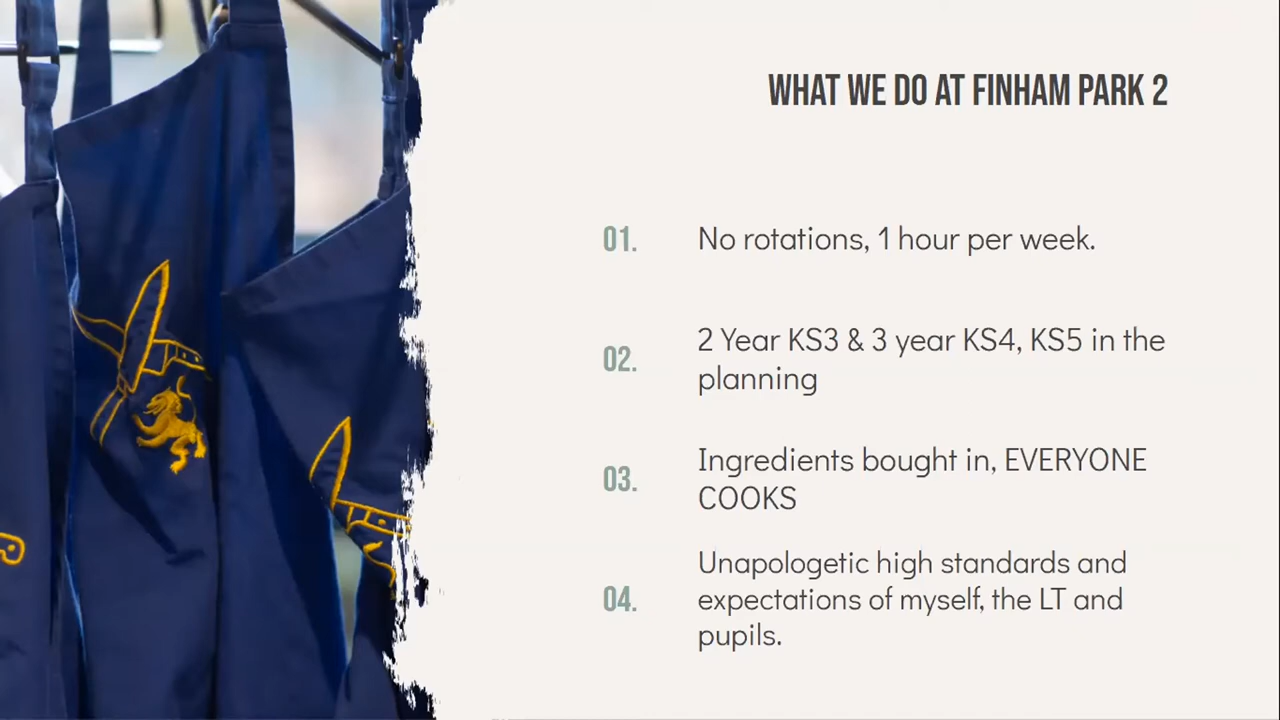 WHAT WE DO AT FINHAM PARK 2
01. No rotations, 1 hour per week.
02. 2 Year KS3 & 3 year KS4, KS5 in the
planning
03. Ingredients bought in, EVERYONE
COOKS
04. Unapologetic high standards and
expectations of myself, the LT and
pupils.